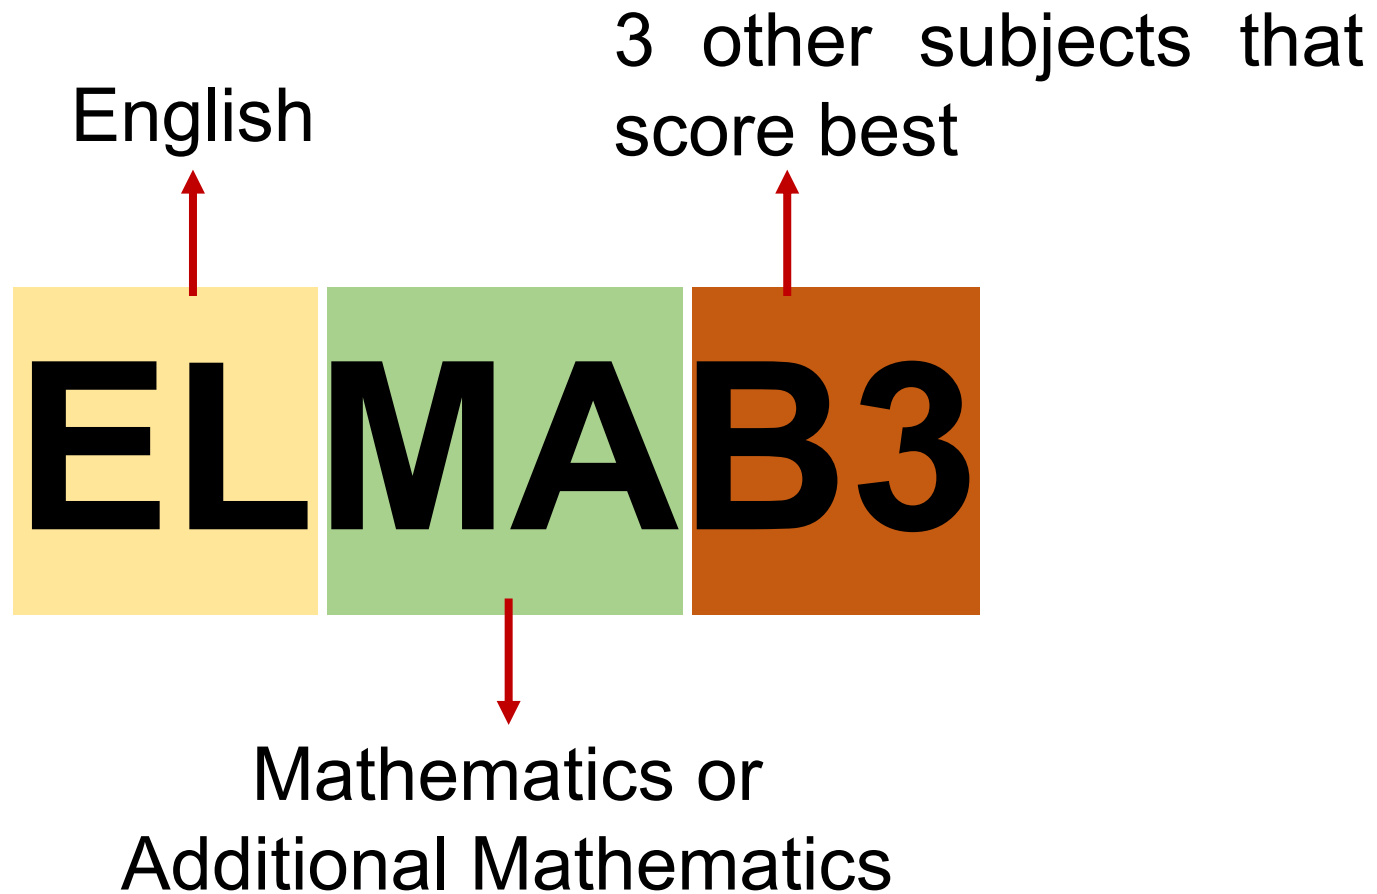 3 other subjects that
score best
English
ELMAB3
Mathematics or
Additional Mathematics